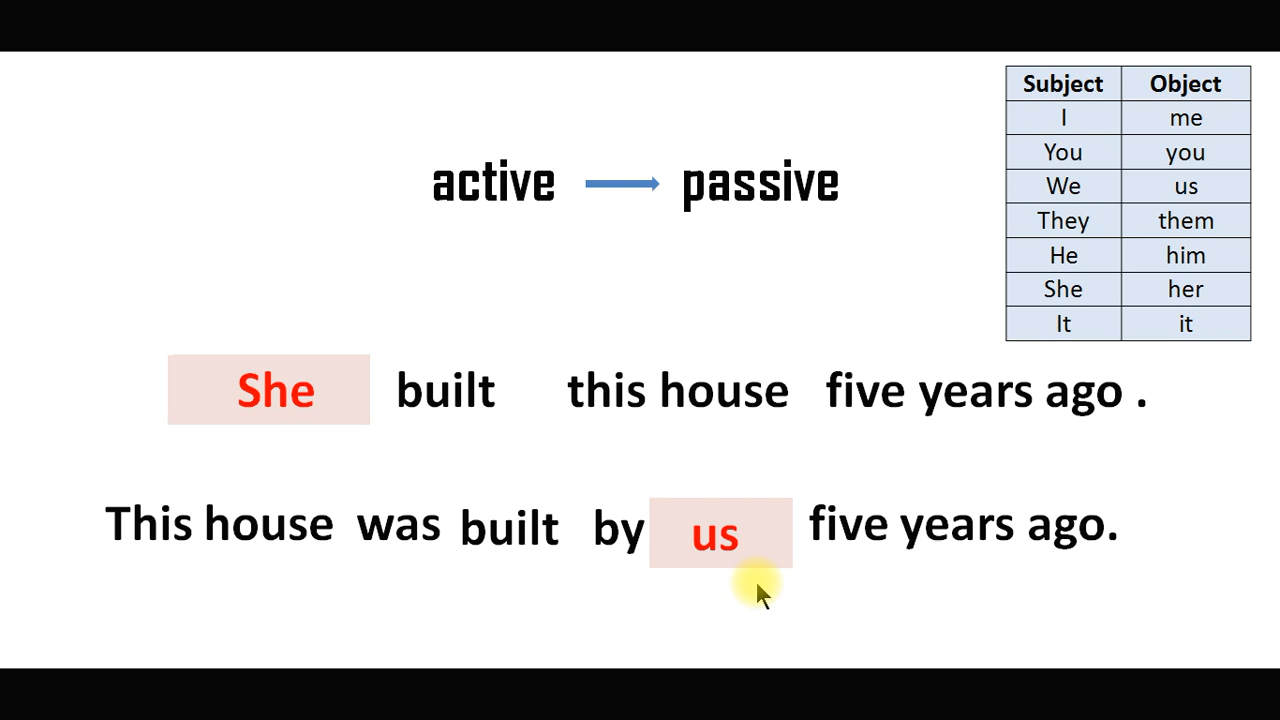 Subject Object
I me
You you
We us
They them
He him
She her
It it
active passive
She built this house five years ago .
This house was built by us five years ago.